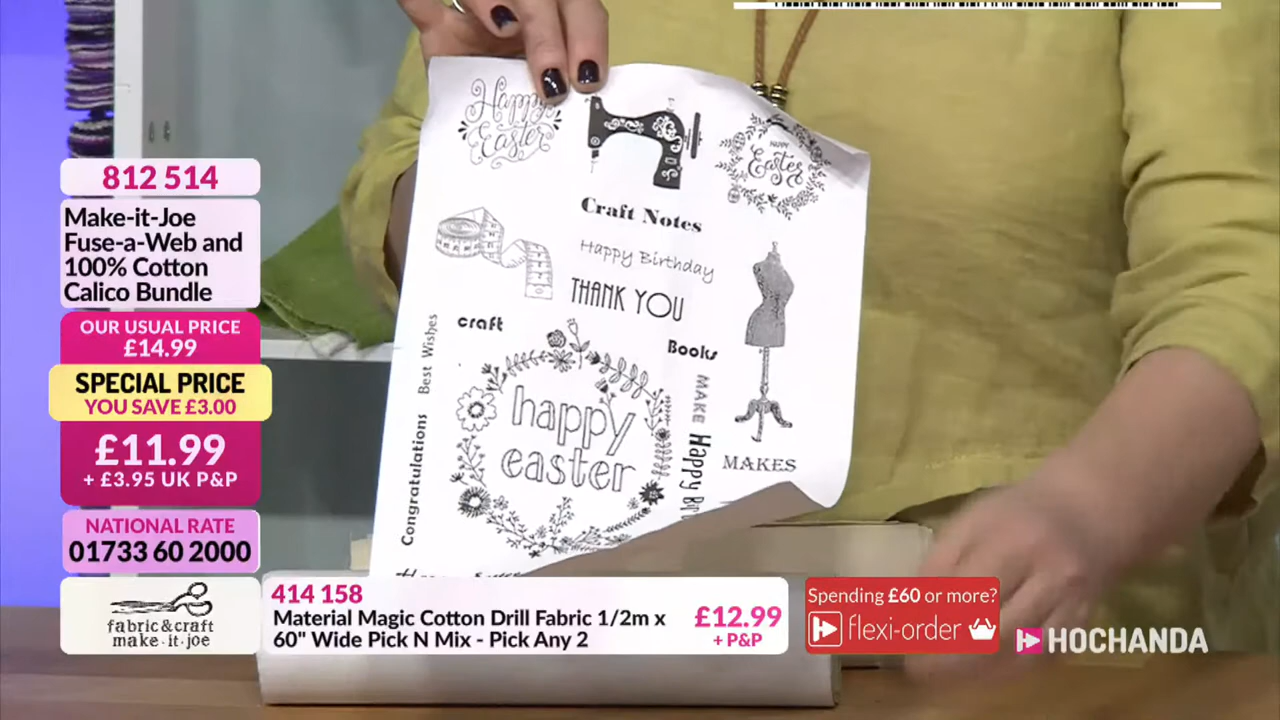 812 514
Make-it-Joe
Fuse-a-Web and
100% Cotton
Calico Bundle
OUR USUAL PRICE
£14.99
SPECIAL PRICE
YOU SAVE £3.00
£11.99
+ £3.95 UK P&P
NATIONAL RATE
01733 60 2000
fabric&craft
make·it·joe
Happy
Easter
HAPPY
Easter
Craft Notes
Happy Birthday
THANK YOU
craft
Books
Best Wishes
Congratulations
happy
easter
MAKE
Happy
MAKES
414 158
Material Magic Cotton Drill Fabric 1/2m x
60" Wide Pick N Mix - Pick Any 2
£12.99
+ P&P
Spending £60 or more?
flexi-order
HOCHANDA